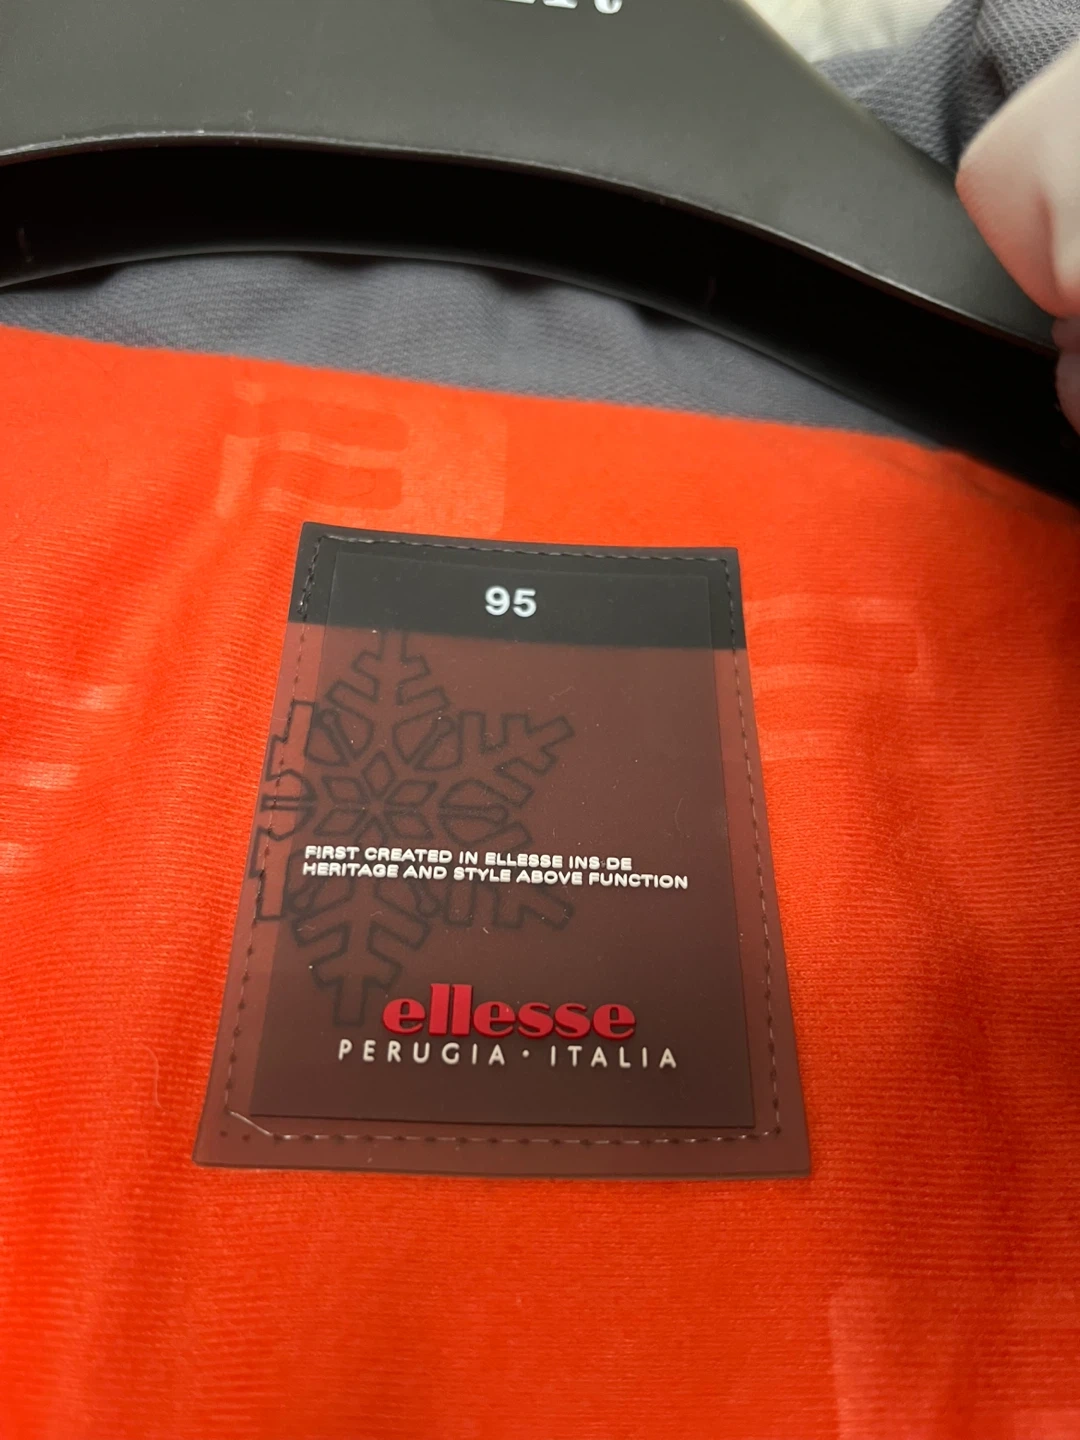 95
FIRST CREATED IN ELLESSE INS DE
HERITAGE AND STYLE ABOVE FUNCTION
ellesse
PERUGIA · ITALIA